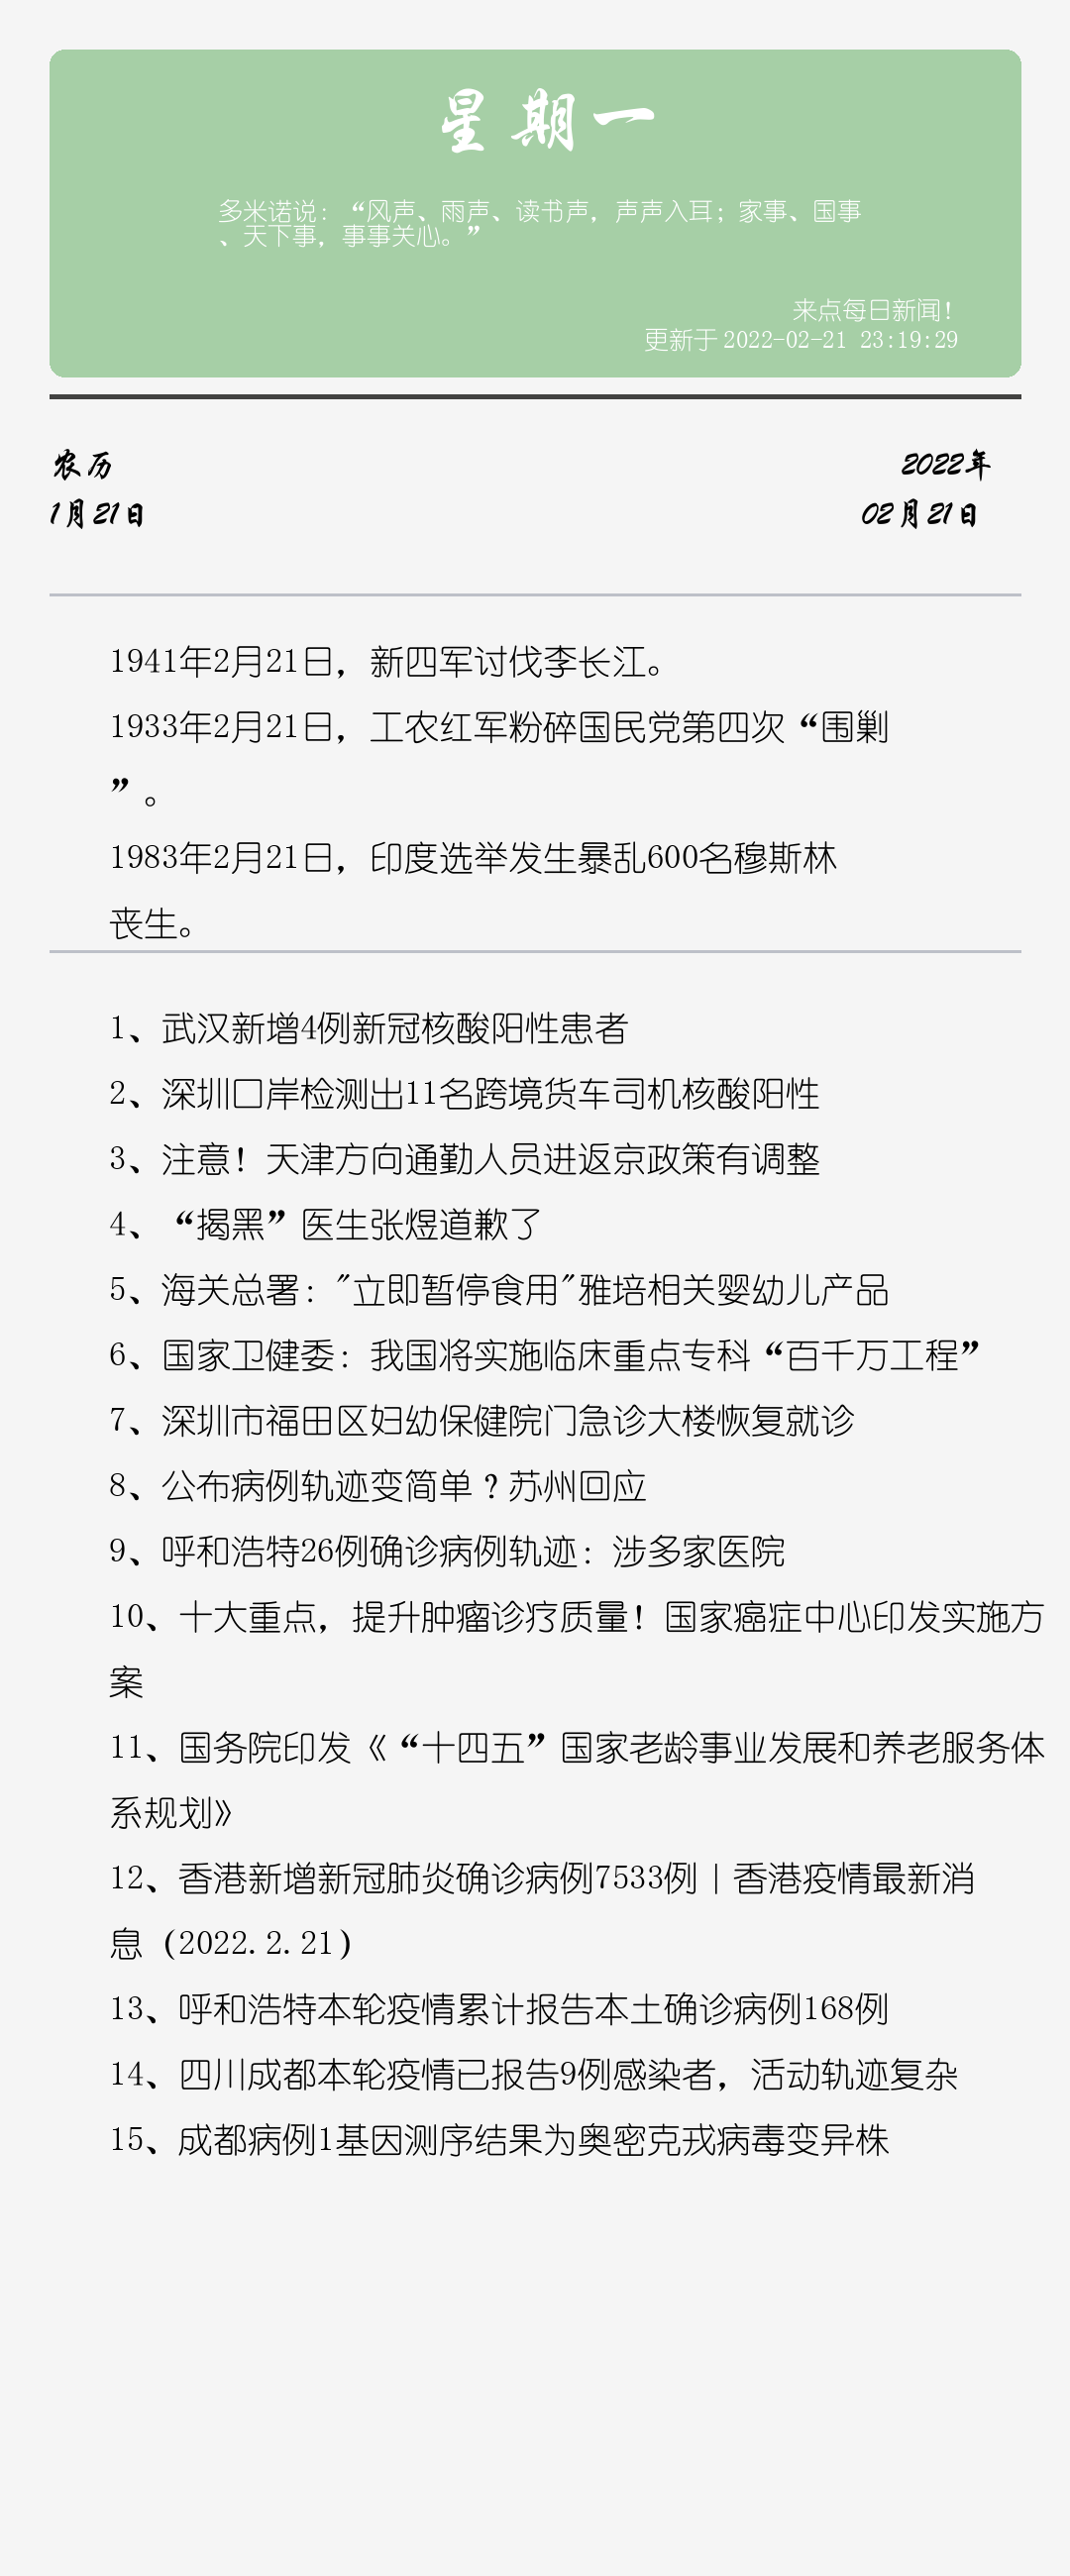 星期一
多米诺说：“风声、雨声、读书声，声声入耳；家事、国事
、天下事，事事关心。”
来点每日新闻！
更新于 2022-02-21 23:19:29
农历
2022年
1月21日
02月21日
1941年2月21日，新四军讨伐李长江。
1933年2月21日，工农红军粉碎国民党第四次“围剿
”。
1983年2月21日，印度选举发生暴乱600名穆斯林
丧生。
1、武汉新增4例新冠核酸阳性患者
2、深圳口岸检测出11名跨境货车司机核酸阳性
3、注意！天津方向通勤人员进返京政策有调整
4、“揭黑”医生张煜道歉了
5、海关总署："立即暂停食用"雅培相关婴幼儿产品
6、国家卫健委：我国将实施临床重点专科“百千万工程”
7、深圳市福田区妇幼保健院门急诊大楼恢复就诊
8、公布病例轨迹变简单？苏州回应
9、呼和浩特26例确诊病例轨迹：涉多家医院
10、十大重点，提升肿瘤诊疗质量！国家癌症中心印发实施方
案
11、国务院印发《“十四五”国家老龄事业发展和养老服务体
系规划》
12、香港新增新冠肺炎确诊病例7533例｜香港疫情最新消
息（2022.2.21）
13、呼和浩特本轮疫情累计报告本土确诊病例168例
14、四川成都本轮疫情已报告9例感染者，活动轨迹复杂
15、成都病例1基因测序结果为奥密克戎病毒变异株